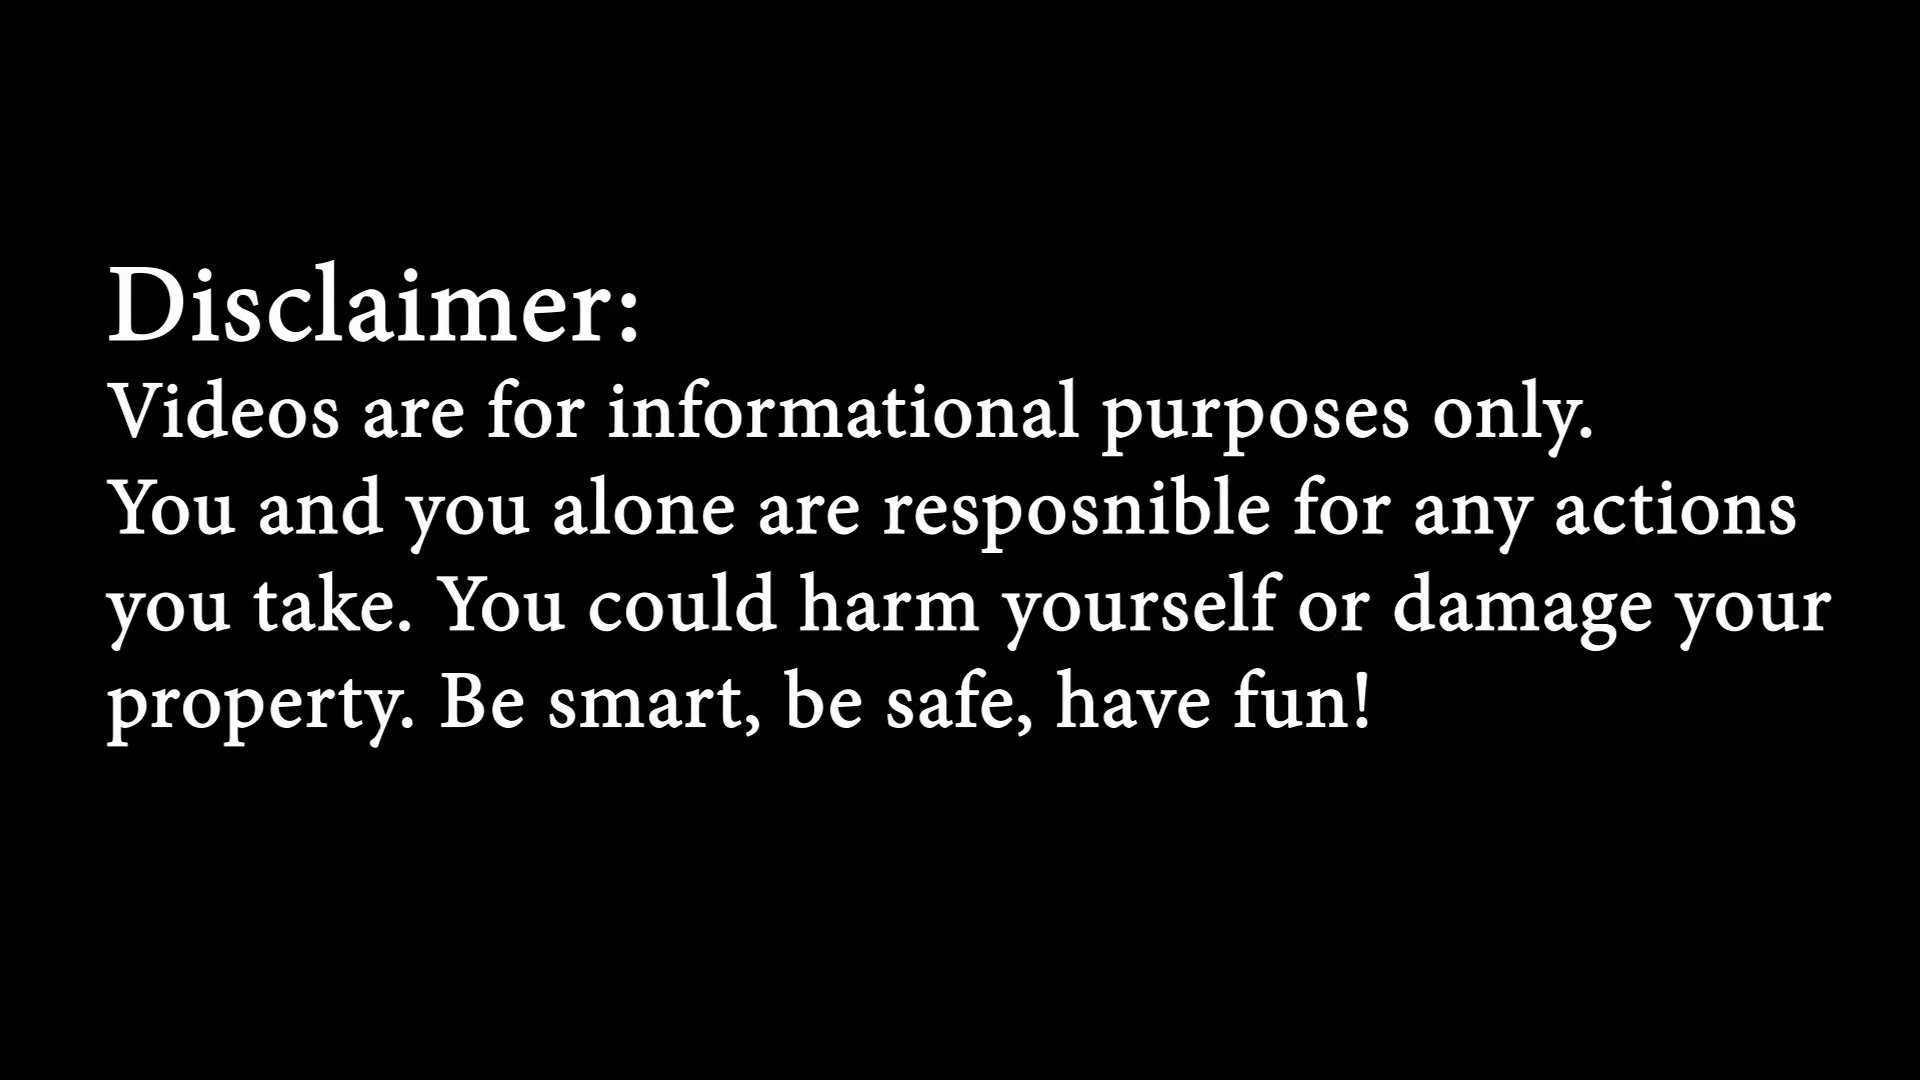 Disclaimer:
Videos are for informational purposes only.
You and you alone are resposnible for any actions
you take. You could harm yourself or damage your
property. Be smart, be safe, have fun!